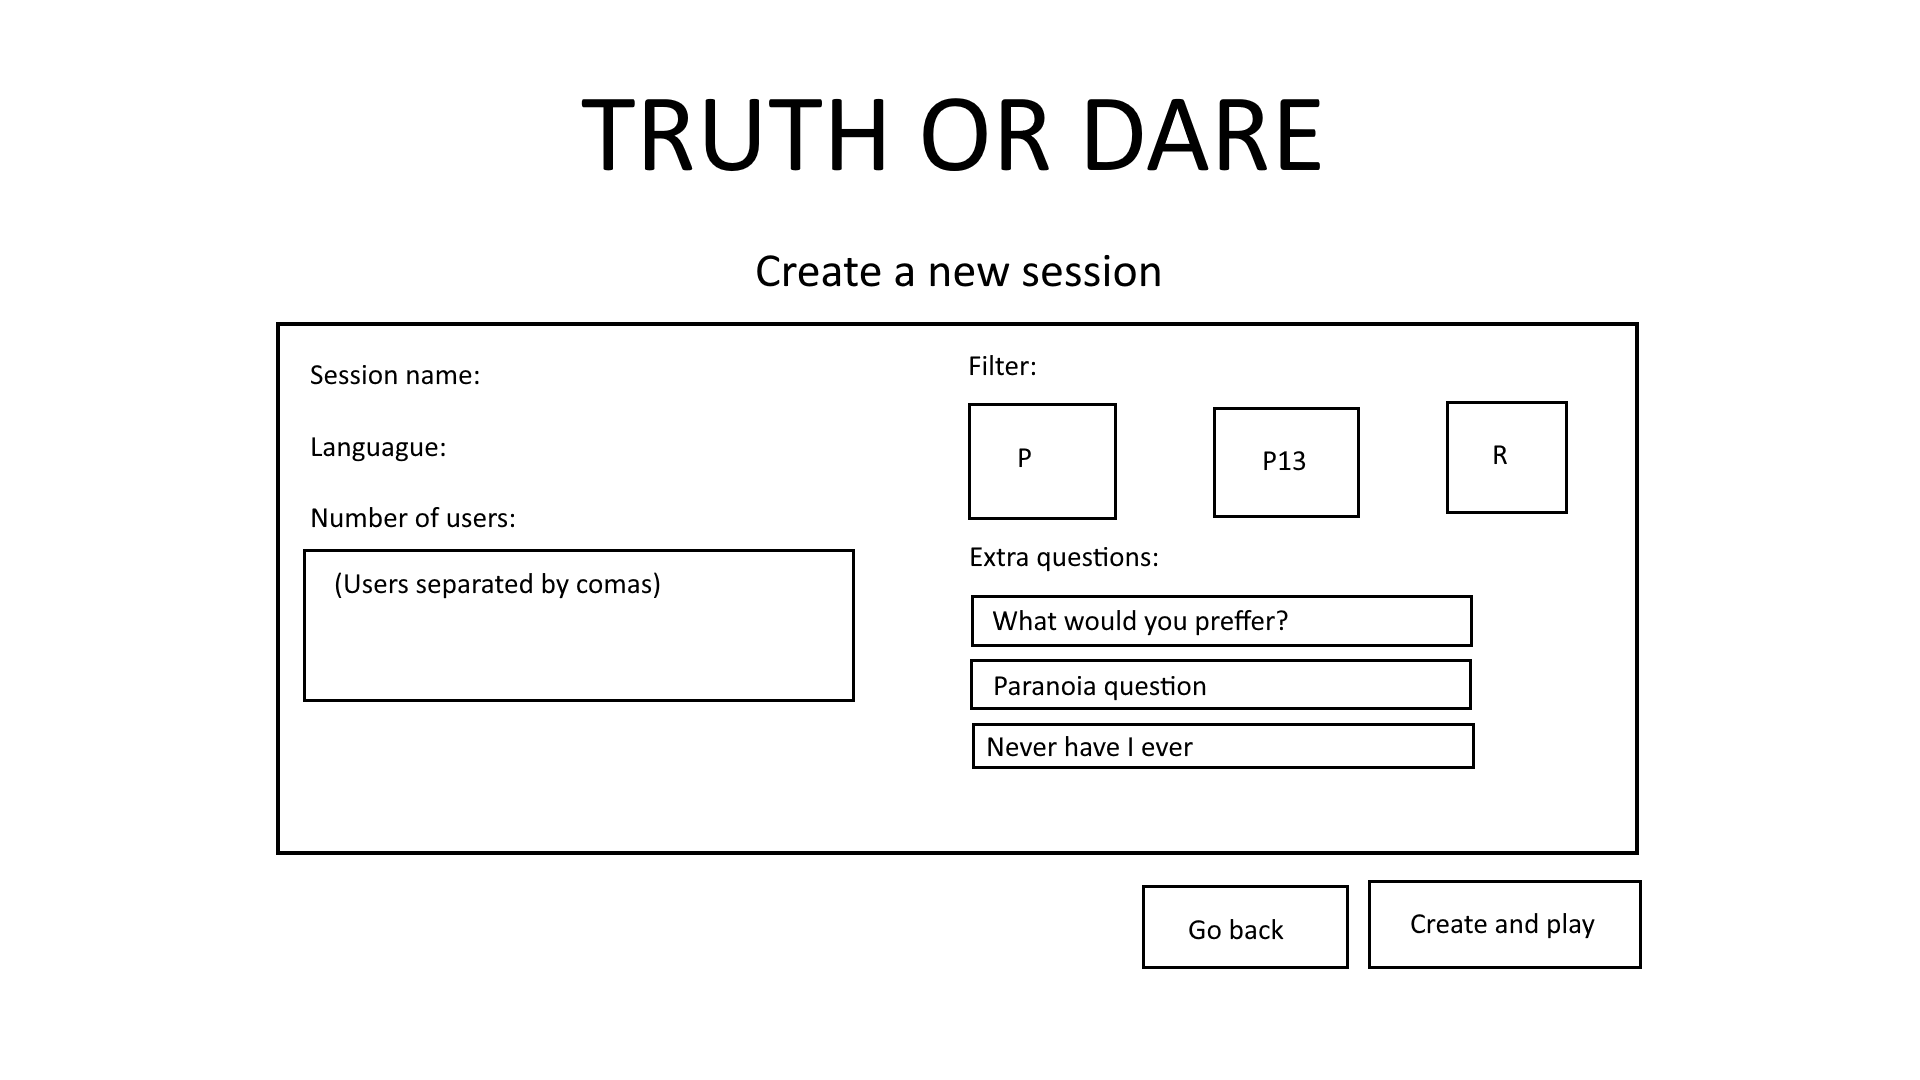 TRUTH OR DARE
Create a new session
Session name:
Languague:
Number of users:
(Users separated by comas)
Filter:
P
P13
R
Extra questions:
What would you preffer?
Paranoia question
Never have I ever
Go back
Create and play